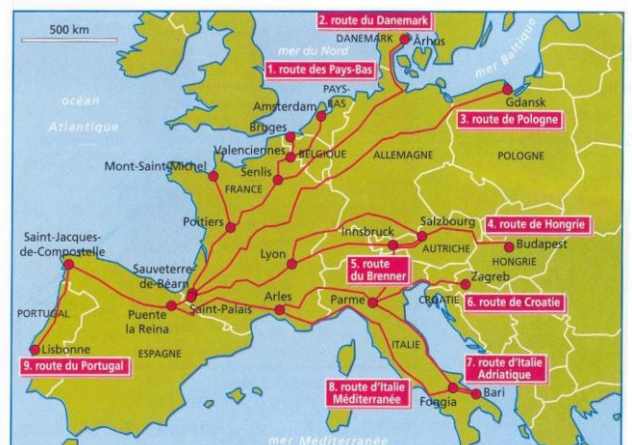 2. route du Danemark
500 km
DANEMARK
Århus
mer du Nord
mer Baltique
1. route des Pays-Bas
PAYS-
BAS
océan
Atlantique
Amsterdam
Gdansk
Bruges
3. route de Pologne
Valenciennes
BELGIQUE
ALLEMAGNE
POLOGNE
Mont-Saint-Michel
Senlis
FRANCE
Poitiers
Salzbourg
4. route de Hongrie
Saint-Jacques-
de-Compostelle
Innsbruck
Lyon
AUTRICHE
Budapest
HONGRIE
5. route
du Brenner
Sauveterre-
de-Béarn
Zagreb
Saint-Palais
Arles
Parme
CROATIE
6. route de Croatie
PORTUGAL
Puente
la Reina
ITALIE
Lisbonne
ESPAGNE
9. route du Portugal
7. route d'Italie
Adriatique
8. route d'Italie
Méditerranée
Foggia
Bari
mer Méditerranée